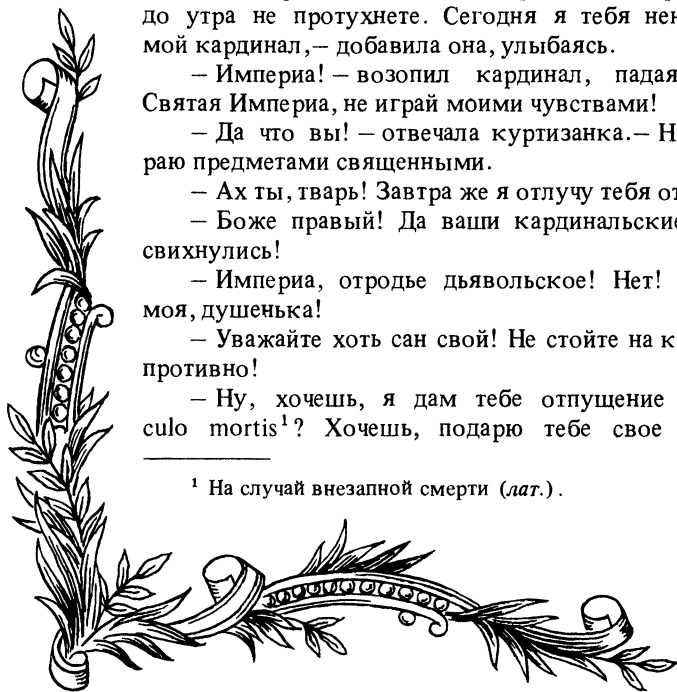 до утра не протухнете. Сегодня я тебя нен
мой кардинал,— добавила она, улыбаясь.
— Империа! — возопил кардинал, падая
Святая Империа, не играй моими чувствами!
— Да что вы! — отвечала куртизанка.— Н
раю предметами священными.
— Ах ты, тварь! Завтра же я отлучу тебя от
— Боже правый! Да ваши кардинальские
свихнулись!
— Империа, отродье дьявольское! Нет!
моя, душенька!
— Уважайте хоть сан свой! Не стойте на к
противно!
— Ну, хочешь, я дам тебе отпущение
culo mortis¹? Хочешь, подарю тебе свое
¹ На случай внезапной смерти (лат.).